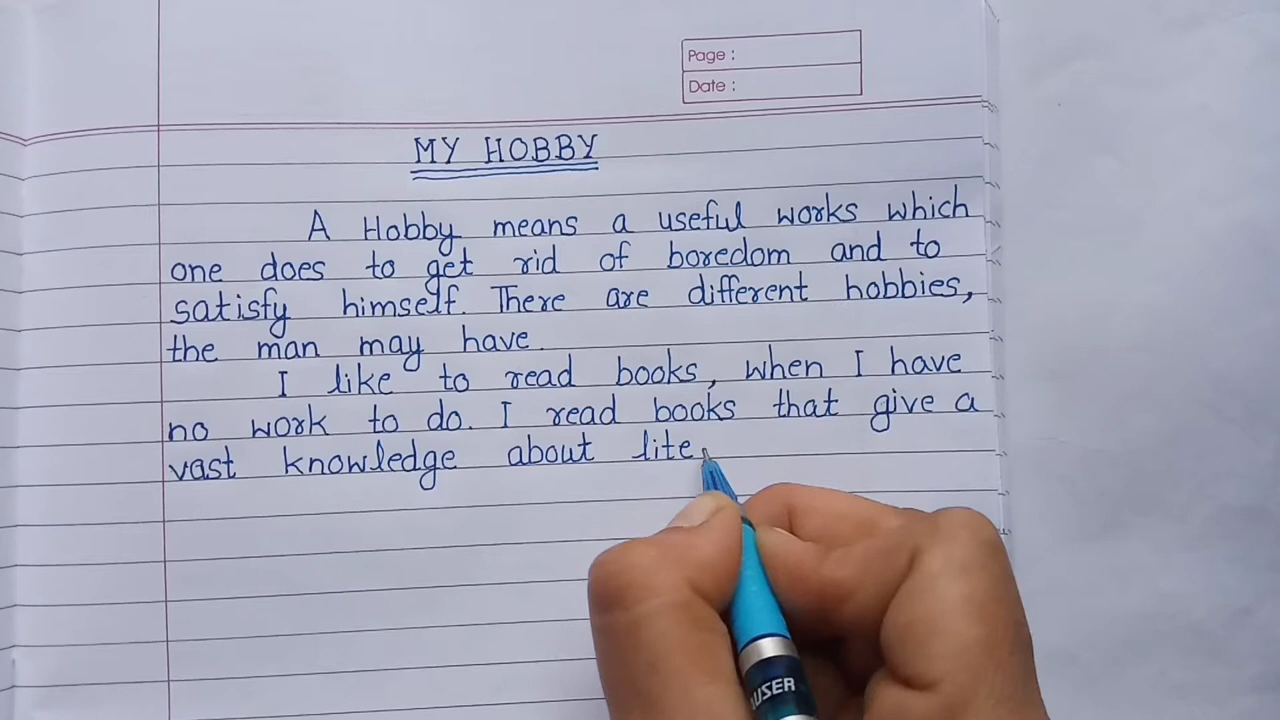 Page :
Date :
MY HOBBY
A Hobby means a useful works which
one does to get rid of boredom and to
satisfy himself. There are different hobbies,
the man may have.
I like to read books, when I have
no work to do. I read books that give a
vast knowledge about lite
USER